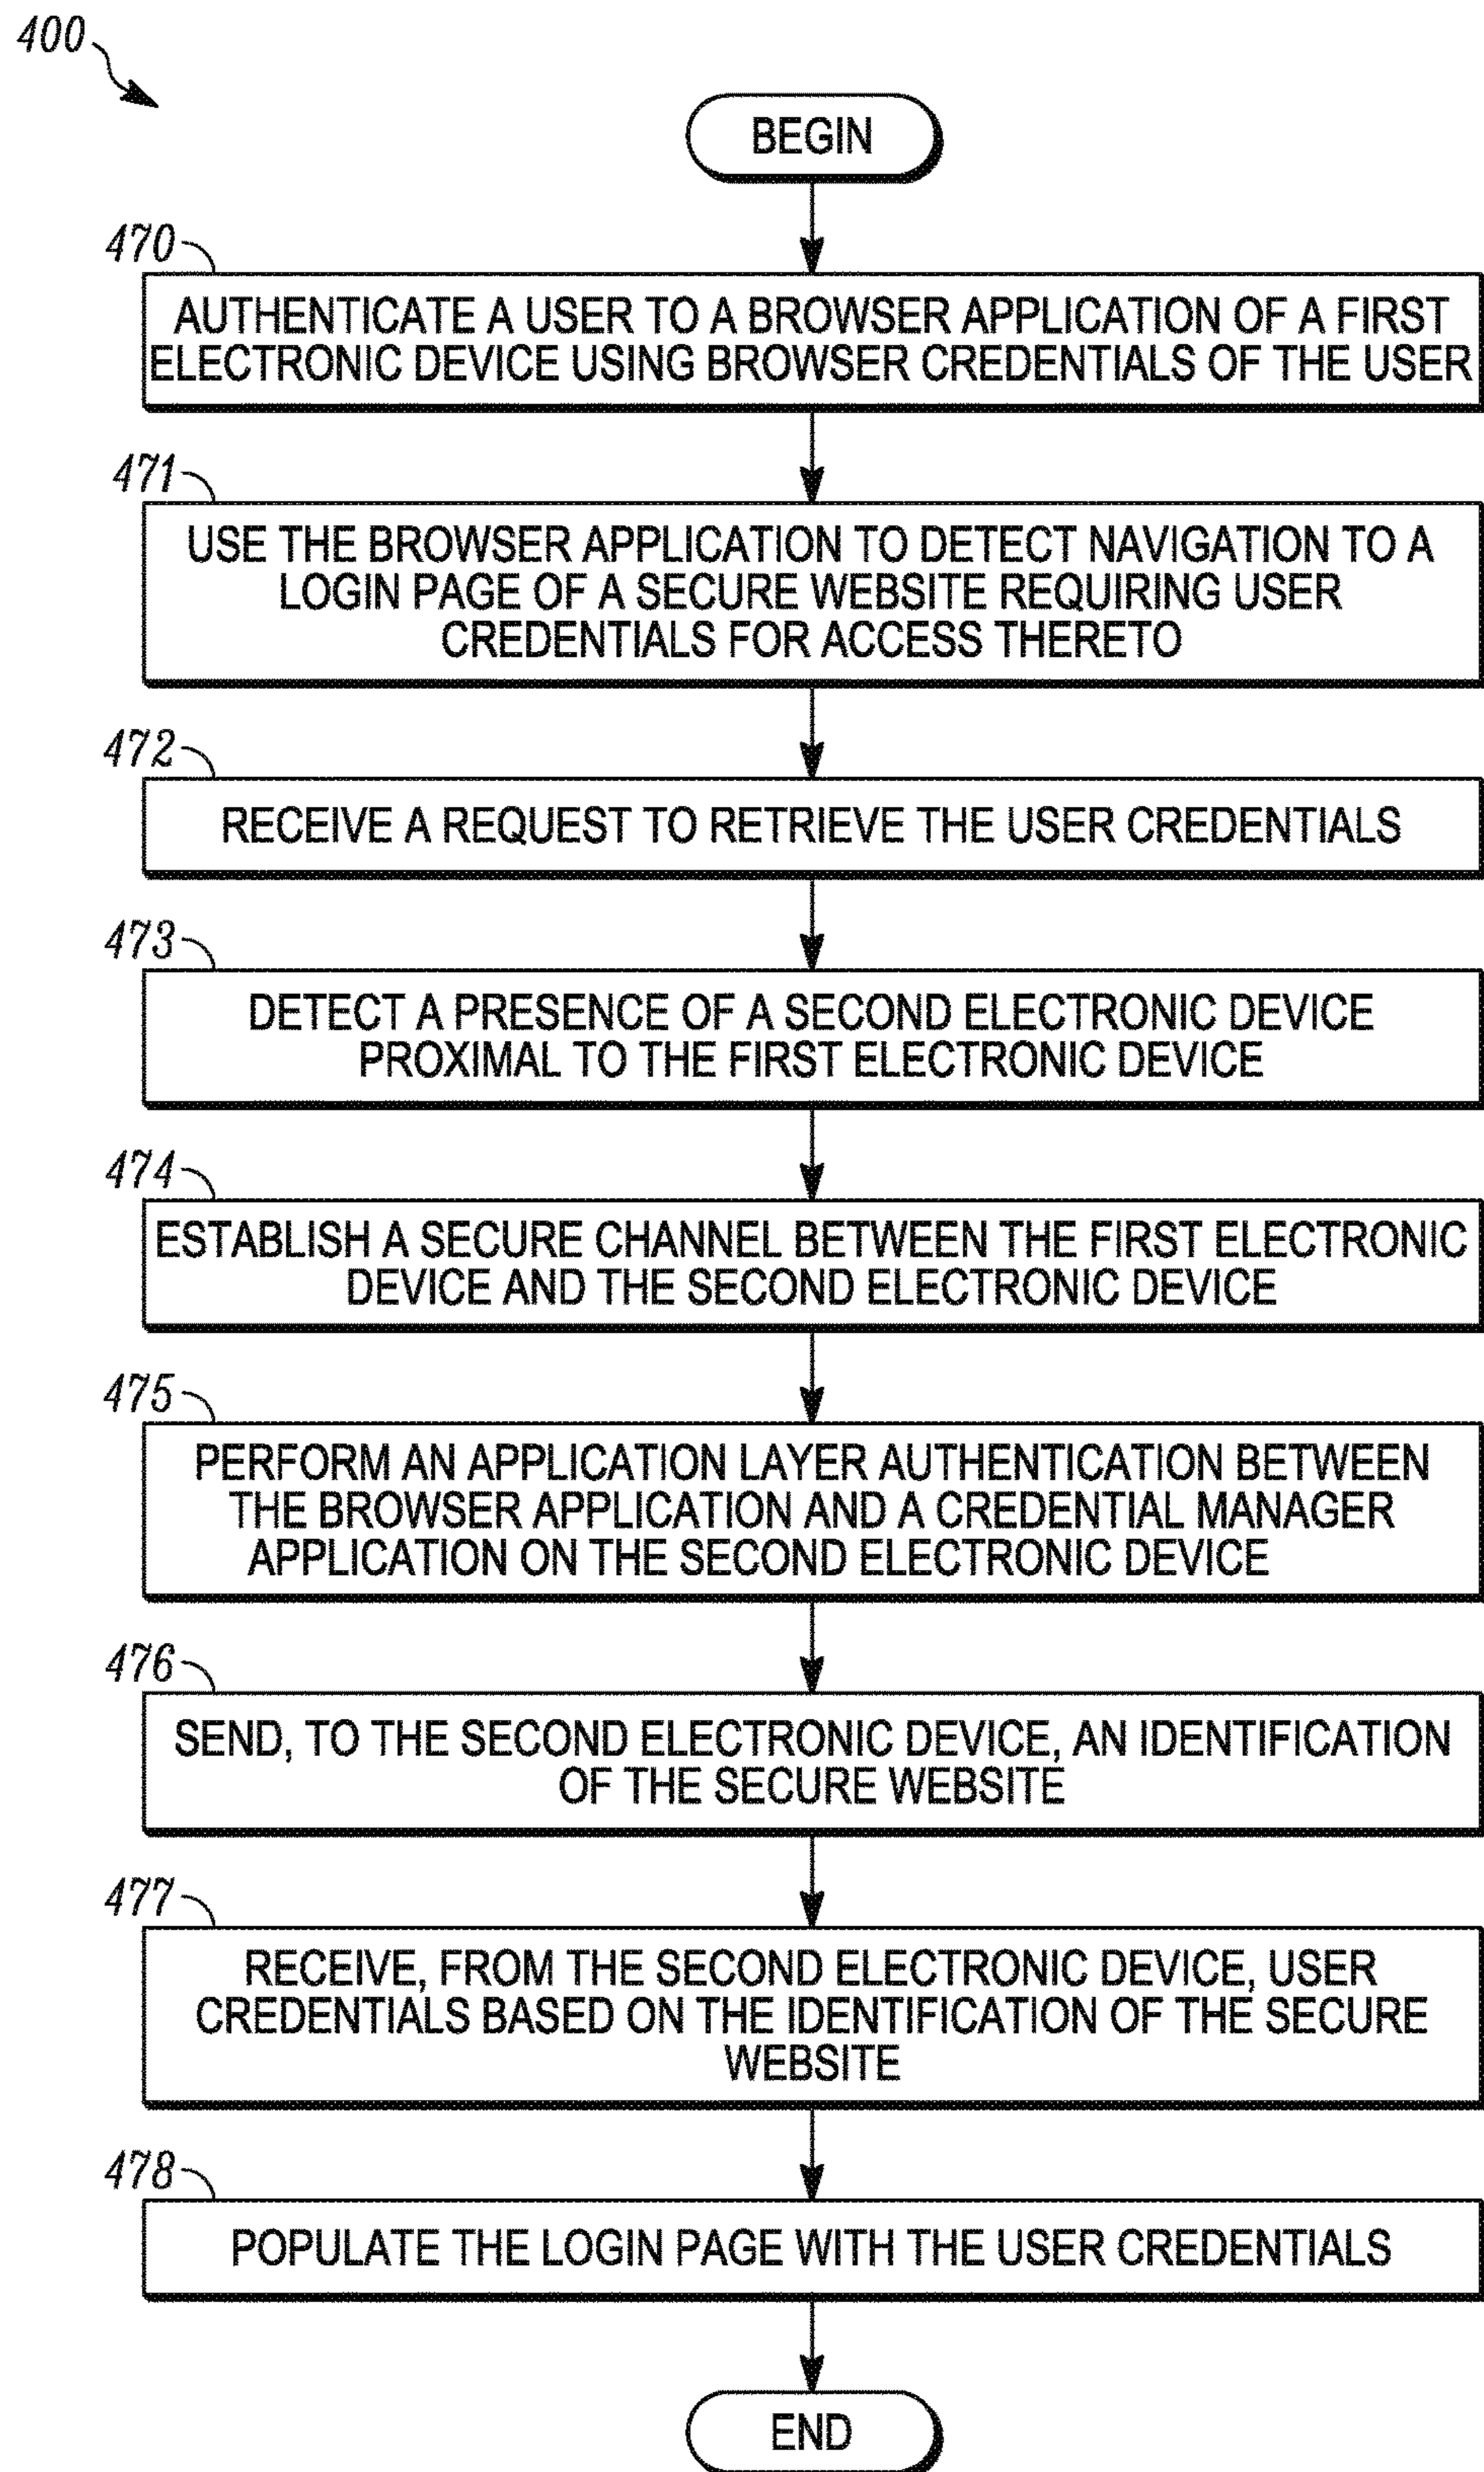 400
BEGIN
470
AUTHENTICATE A USER TO A BROWSER APPLICATION OF A FIRST
ELECTRONIC DEVICE USING BROWSER CREDENTIALS OF THE USER
471
USE THE BROWSER APPLICATION TO DETECT NAVIGATION TO A
LOGIN PAGE OF A SECURE WEBSITE REQUIRING USER
CREDENTIALS FOR ACCESS THERETO
472
RECEIVE A REQUEST TO RETRIEVE THE USER CREDENTIALS
473
DETECT A PRESENCE OF A SECOND ELECTRONIC DEVICE
PROXIMAL TO THE FIRST ELECTRONIC DEVICE
474
ESTABLISH A SECURE CHANNEL BETWEEN THE FIRST ELECTRONIC
DEVICE AND THE SECOND ELECTRONIC DEVICE
475
PERFORM AN APPLICATION LAYER AUTHENTICATION BETWEEN
THE BROWSER APPLICATION AND A CREDENTIAL MANAGER
APPLICATION ON THE SECOND ELECTRONIC DEVICE
476
SEND, TO THE SECOND ELECTRONIC DEVICE, AN IDENTIFICATION
OF THE SECURE WEBSITE
477
RECEIVE, FROM THE SECOND ELECTRONIC DEVICE, USER
CREDENTIALS BASED ON THE IDENTIFICATION OF THE SECURE
WEBSITE
478
POPULATE THE LOGIN PAGE WITH THE USER CREDENTIALS
END